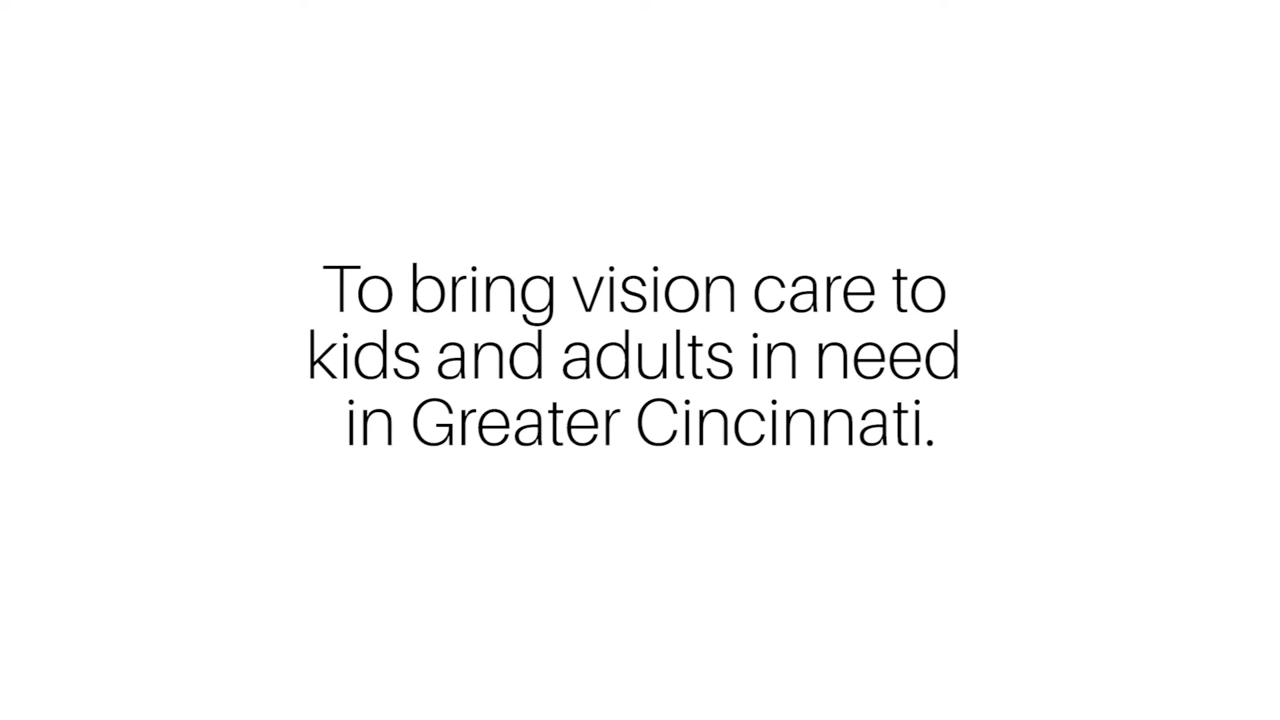 To bring vision care to
kids and adults in need
in Greater Cincinnati.